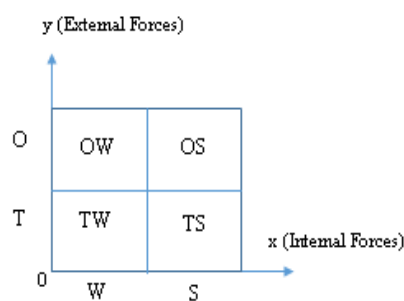 y (External Forces)
O
OW
OS
T
TW
TS
x (Internal Forces)
0
W
S